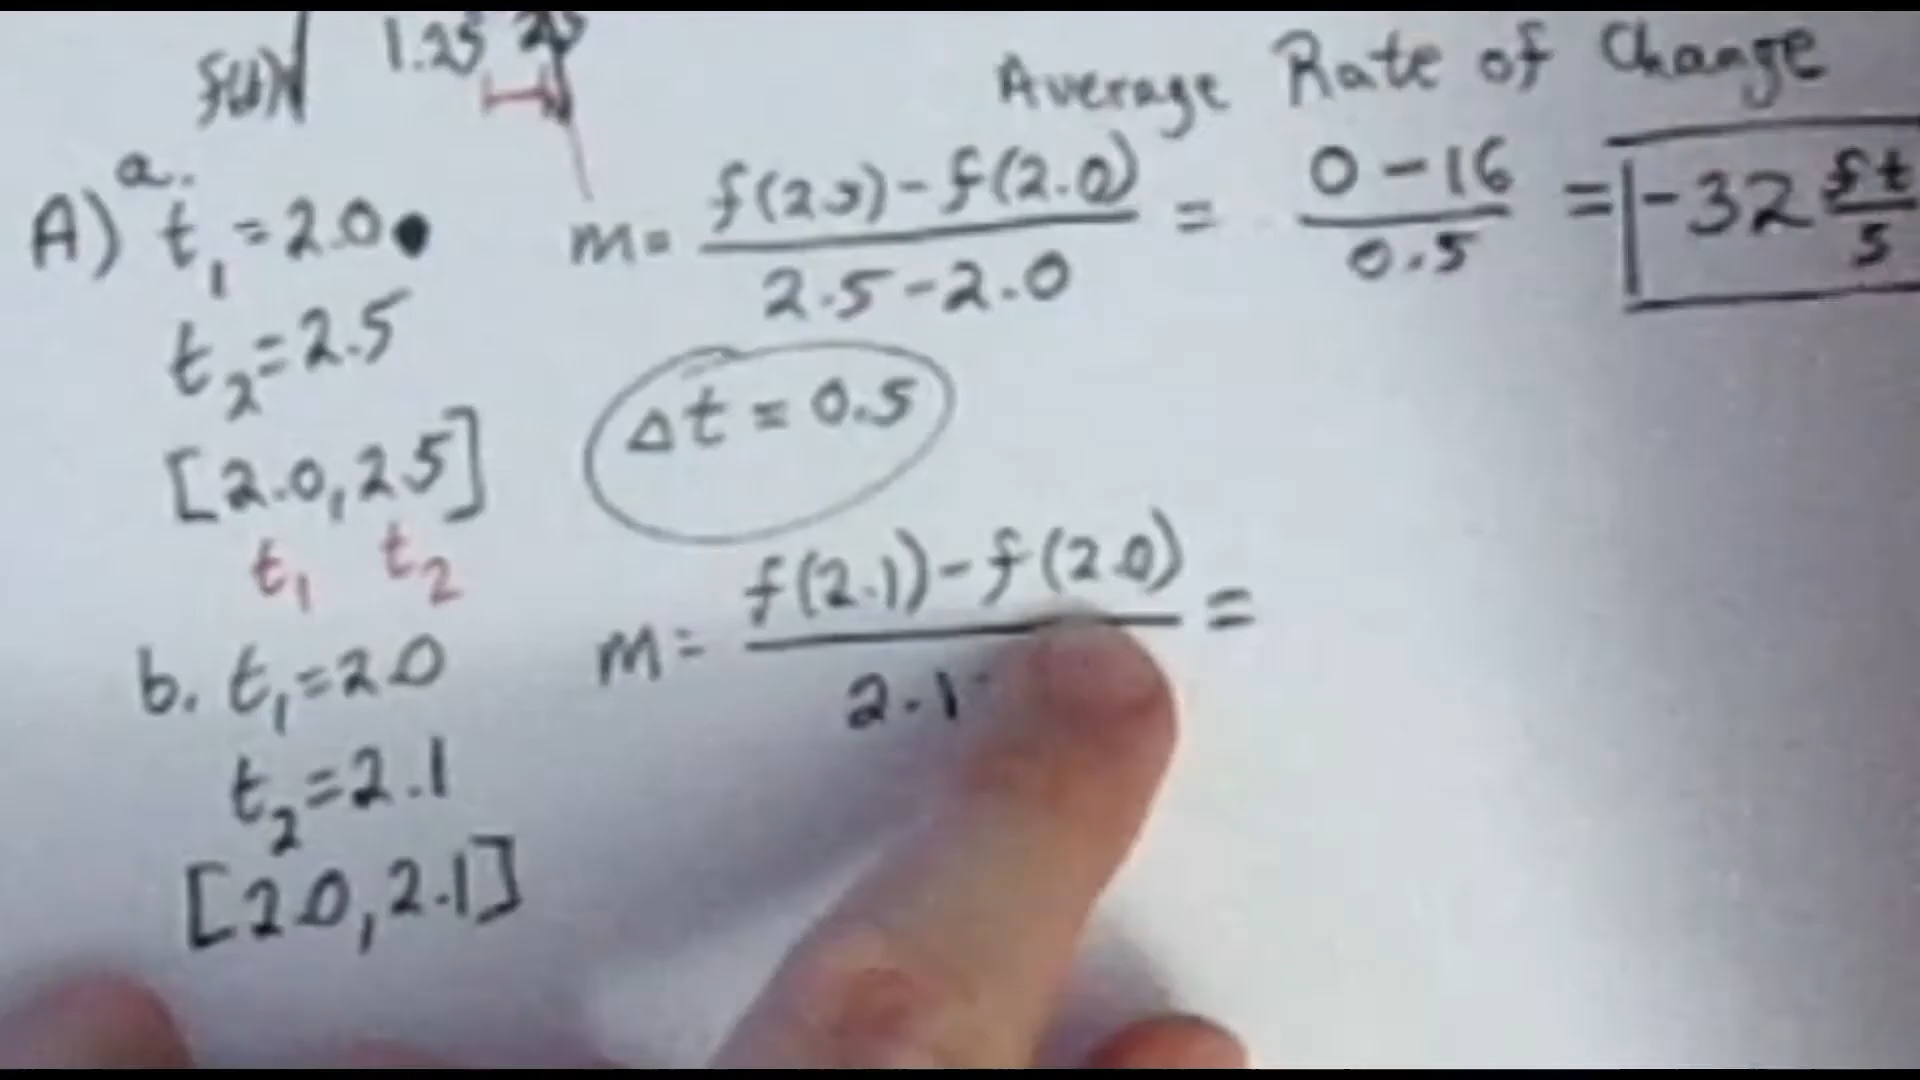 1.25
Average Rate of Change
A) a. t₁ = 2.0
m = f(2.5) - f(2.0) / 2.5 - 2.0 = 0 - 16 / 0.5 = -32 ft/s
t₂ = 2.5
Δt = 0.5
[2.0, 2.5]
t₁ t₂
m = f(2.1) - f(2.0) / 2.1 - =
b. t₁ = 2.0
t₂ = 2.1
[2.0, 2.1]